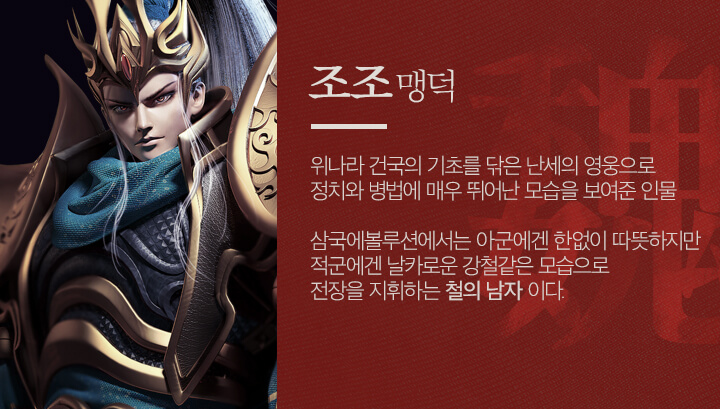 조조 맹덕
위나라 건국의 기초를 닦은 난세의 영웅으로
정치와 병법에 매우 뛰어난 모습을 보여준 인물
삼국에볼루션에서는 아군에겐 한없이 따뜻하지만
적군에겐 날카로운 강철같은 모습으로
전장을 지휘하는 철의 남자 이다.
魏